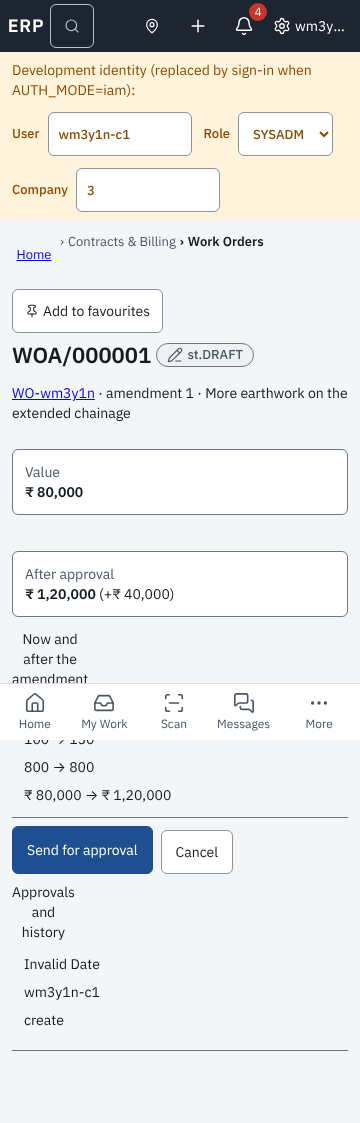 ERP
4
wm3y...
Development identity (replaced by sign-in when
AUTH_MODE=iam):
User wm3y1n-c1 Role SYSADM
Company 3
Home › Contracts & Billing › Work Orders
Add to favourites
WOA/000001 st.DRAFT
WO-wm3y1n · amendment 1 · More earthwork on the
extended chainage
Value
₹ 80,000
After approval
₹ 1,20,000 (+₹ 40,000)
Now and
after the
amendment
Home My Work Scan Messages More
100 → 150
800 → 800
₹ 80,000 → ₹ 1,20,000
Send for approval Cancel
Approvals
and
history
Invalid Date
wm3y1n-c1
create